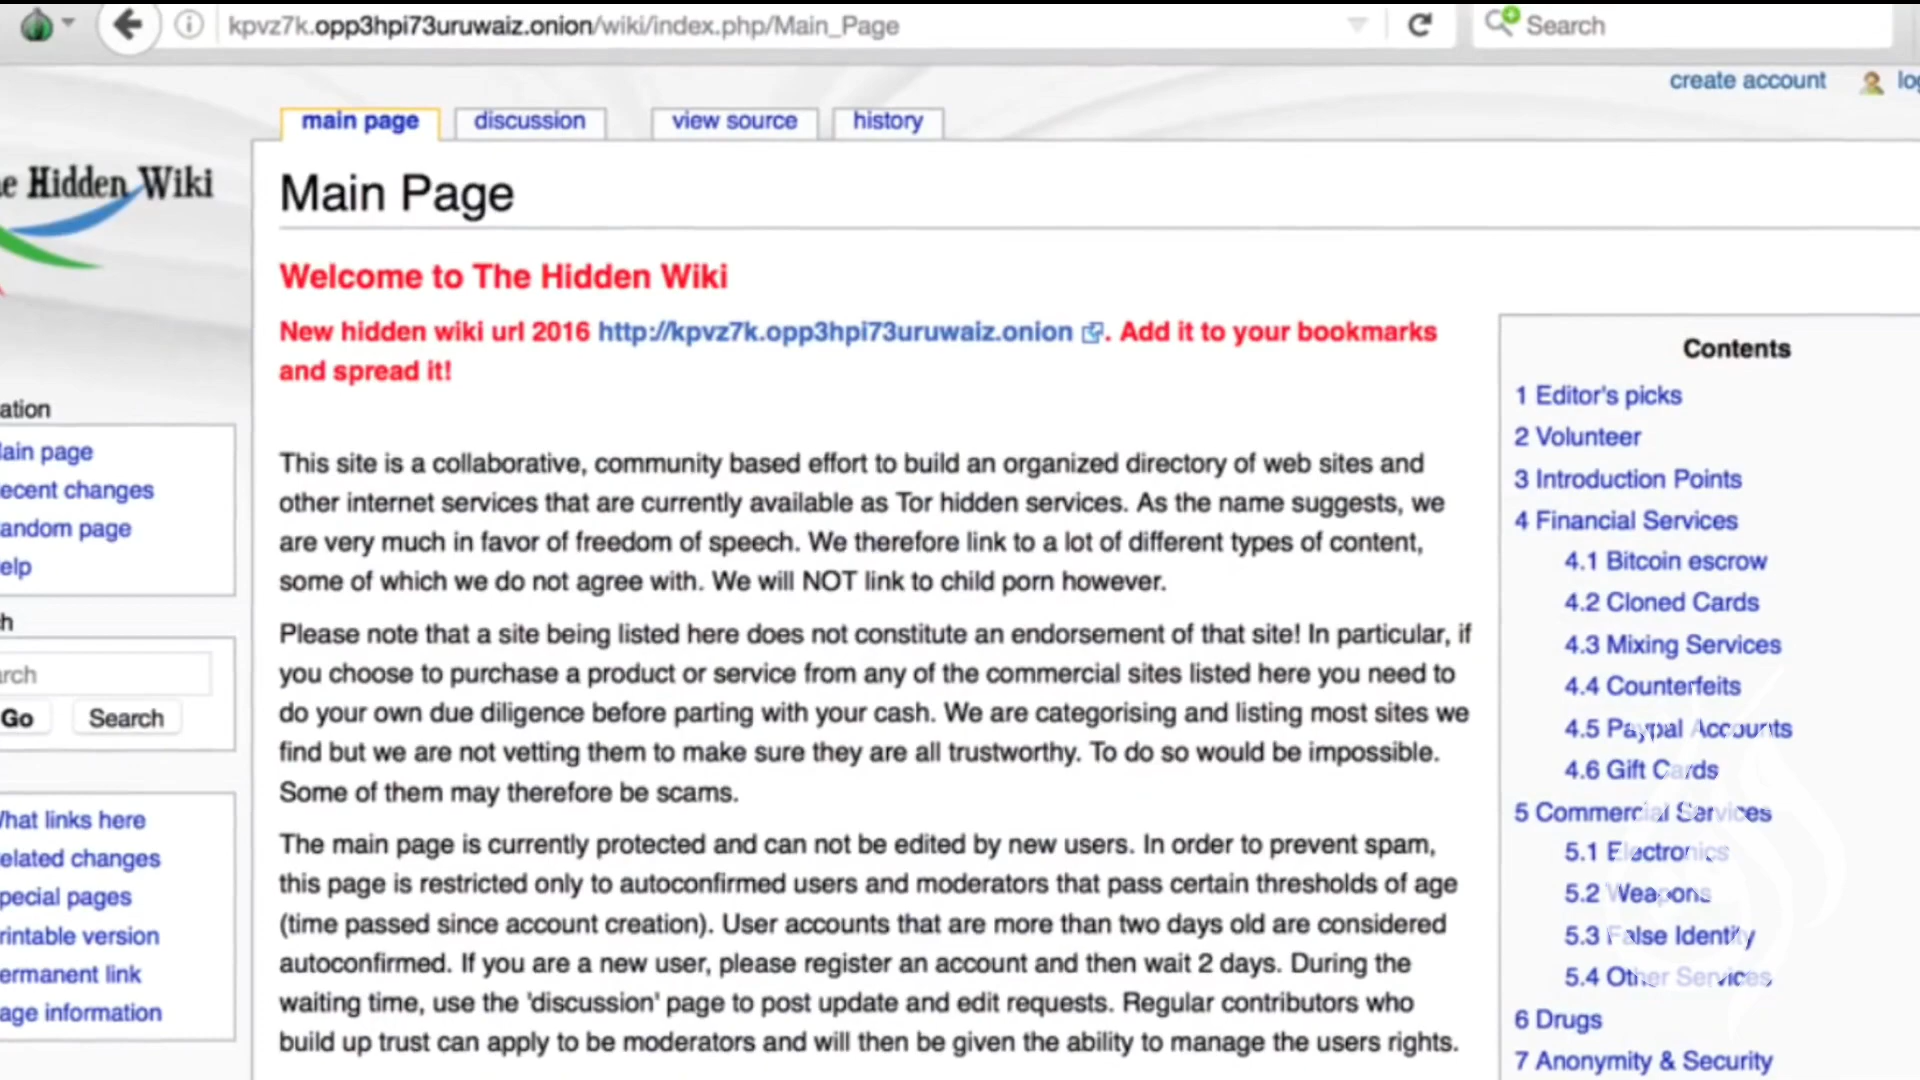 kpvz7k.opp3hpi73uruwaiz.onion/wiki/index.php/Main_Page
Search
create account
main page
discussion
view source
history
Hidden Wiki
Main Page
Welcome to The Hidden Wiki
New hidden wiki url 2016 http://kpvz7k.opp3hpi73uruwaiz.onion . Add it to your bookmarks
and spread it!
This site is a collaborative, community based effort to build an organized directory of web sites and
other internet services that are currently available as Tor hidden services. As the name suggests, we
are very much in favor of freedom of speech. We therefore link to a lot of different types of content,
some of which we do not agree with. We will NOT link to child porn however.
Please note that a site being listed here does not constitute an endorsement of that site! In particular, if
you choose to purchase a product or service from any of the commercial sites listed here you need to
do your own due diligence before parting with your cash. We are categorising and listing most sites we
find but we are not vetting them to make sure they are all trustworthy. To do so would be impossible.
Some of them may therefore be scams.
The main page is currently protected and can not be edited by new users. In order to prevent spam,
this page is restricted only to autoconfirmed users and moderators that pass certain thresholds of age
(time passed since account creation). User accounts that are more than two days old are considered
autoconfirmed. If you are a new user, please register an account and then wait 2 days. During the
waiting time, use the 'discussion' page to post update and edit requests. Regular contributors who
build up trust can apply to be moderators and will then be given the ability to manage the users rights.
ation
ain page
ecent changes
andom page
elp
h
rch
Go
Search
hat links here
elated changes
pecial pages
rintable version
ermanent link
age information
Contents
1 Editor's picks
2 Volunteer
3 Introduction Points
4 Financial Services
4.1 Bitcoin escrow
4.2 Cloned Cards
4.3 Mixing Services
4.4 Counterfeits
4.5 Paypal Accounts
4.6 Gift Cards
5 Commercial Services
5.1 Electronics
5.2 Weapons
5.3 False Identity
5.4 Other Services
6 Drugs
7 Anonymity & Security